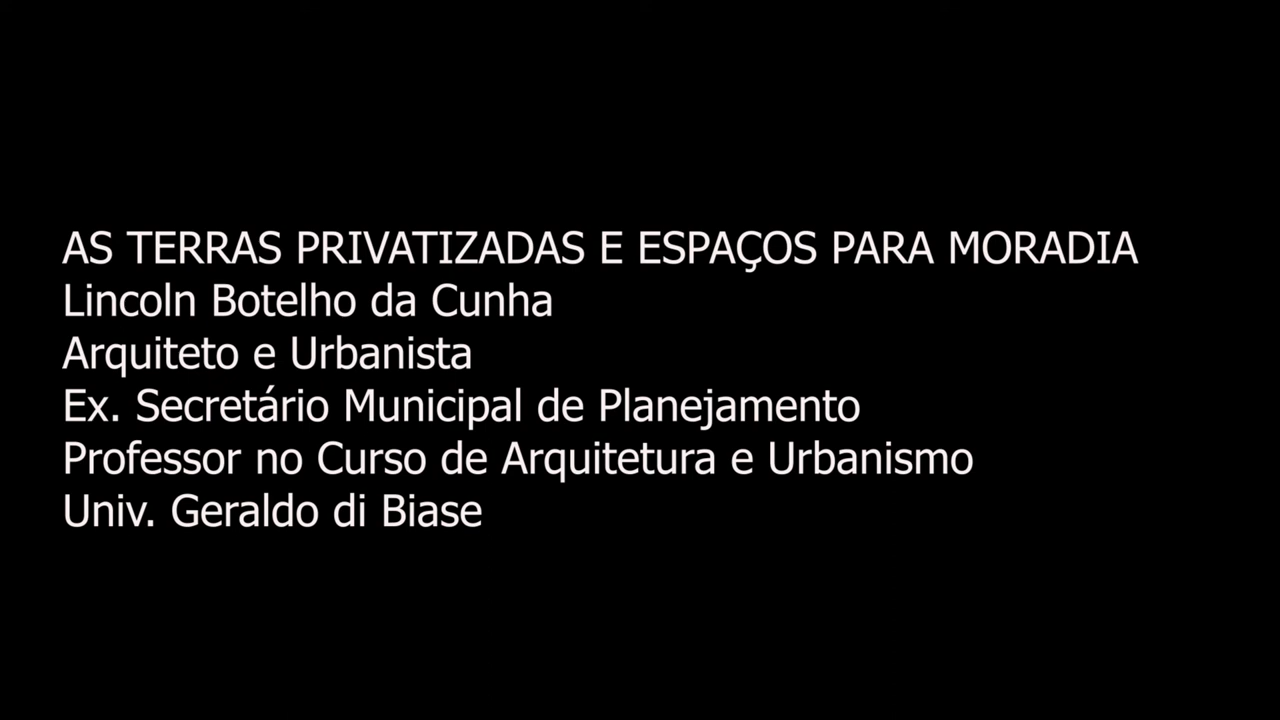 AS TERRAS PRIVATIZADAS E ESPAÇOS PARA MORADIA
Lincoln Botelho da Cunha
Arquiteto e Urbanista
Ex. Secretário Municipal de Planejamento
Professor no Curso de Arquitetura e Urbanismo
Univ. Geraldo di Biase